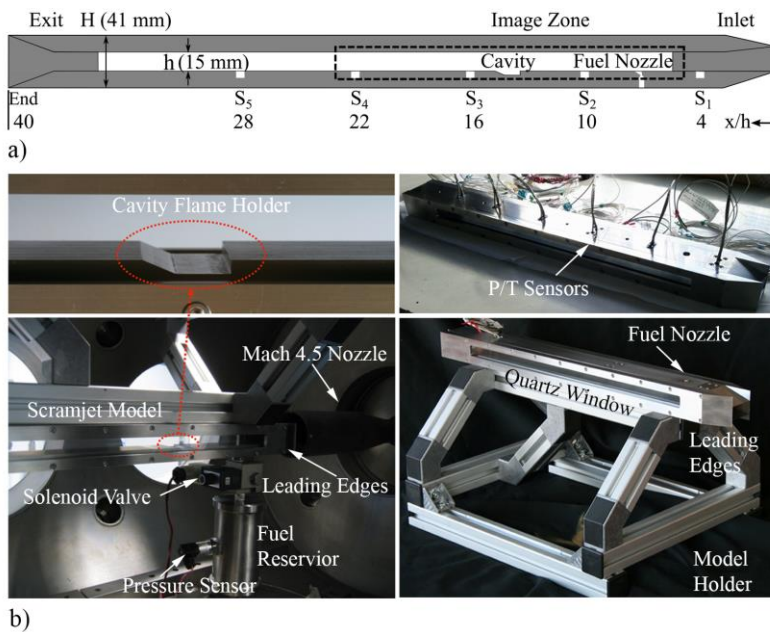 Exit H (41 mm) Image Zone Inlet
h (15 mm) Cavity Fuel Nozzle
End S5 S4 S3 S2 S1
40 28 22 16 10 4 x/h
a)
Cavity Flame Holder
P/T Sensors
Mach 4.5 Nozzle
Scramjet Model
Solenoid Valve
Leading Edges
Fuel
Reservior
Pressure Sensor
Fuel Nozzle
Quartz Window
Leading
Edges
Model
Holder
b)